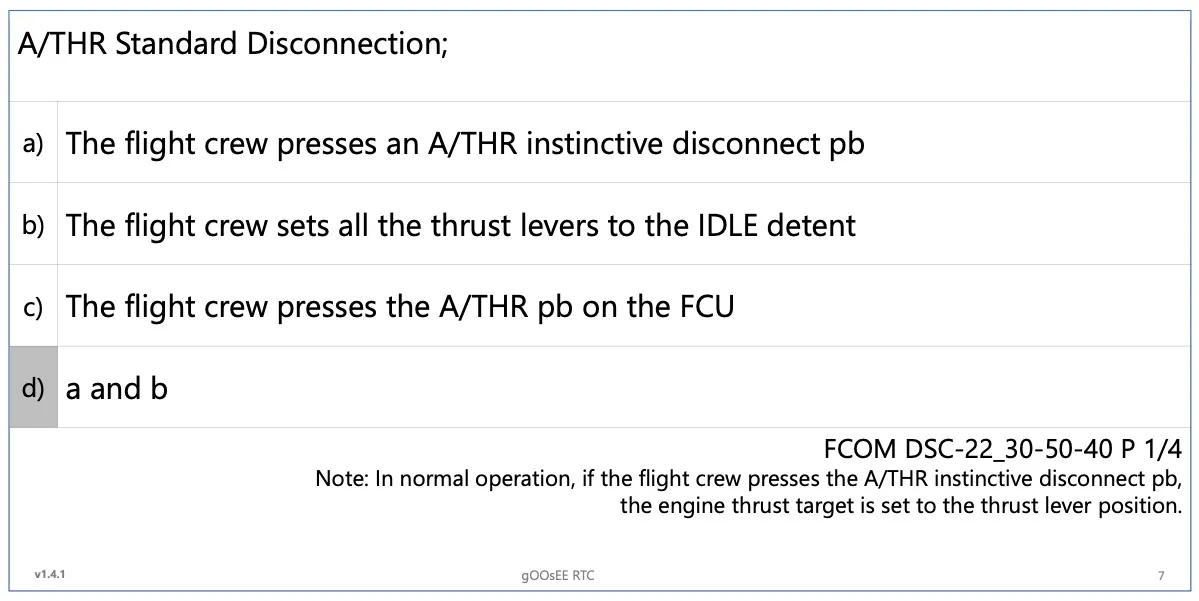 A/THR Standard Disconnection;
a) The flight crew presses an A/THR instinctive disconnect pb
b) The flight crew sets all the thrust levers to the IDLE detent
c) The flight crew presses the A/THR pb on the FCU
d) a and b
FCOM DSC-22_30-50-40 P 1/4
Note: In normal operation, if the flight crew presses the A/THR instinctive disconnect pb,
the engine thrust target is set to the thrust lever position.
v1.4.1 gOOsEE RTC 7